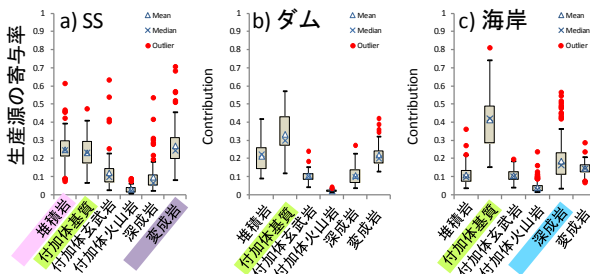 a) SS
Mean
Median
Outlier
生産源の寄与率
1
0.9
0.8
0.7
0.6
0.5
0.4
0.3
0.2
0.1
0
堆積岩
付加体基質
付加体玄武岩
付加体火山岩
深成岩
変成岩
b) ダム
Mean
Median
Outlier
Contribution
1
0.9
0.8
0.7
0.6
0.5
0.4
0.3
0.2
0.1
0
堆積岩
付加体基質
付加体玄武岩
付加体火山岩
深成岩
変成岩
c) 海岸
Mean
Median
Outlier
Contribution
1
0.9
0.8
0.7
0.6
0.5
0.4
0.3
0.2
0.1
0
堆積岩
付加体基質
付加体玄武岩
付加体火山岩
深成岩
変成岩